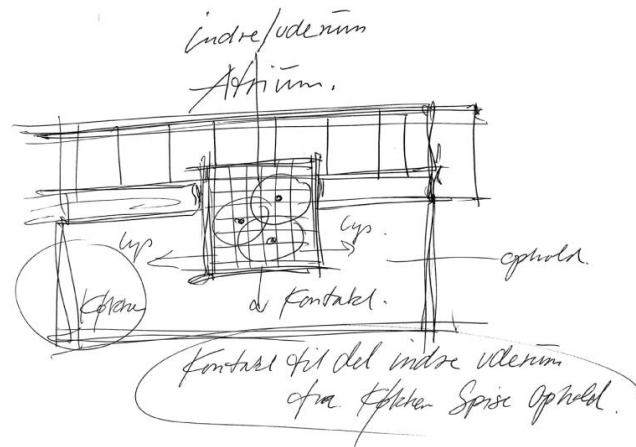 indre/uderum
Atrium.
lys
lys.
ophold.
Køkken
Kontakt.
Kontakt til det indre uderum
fra Køkken Spise Ophold.